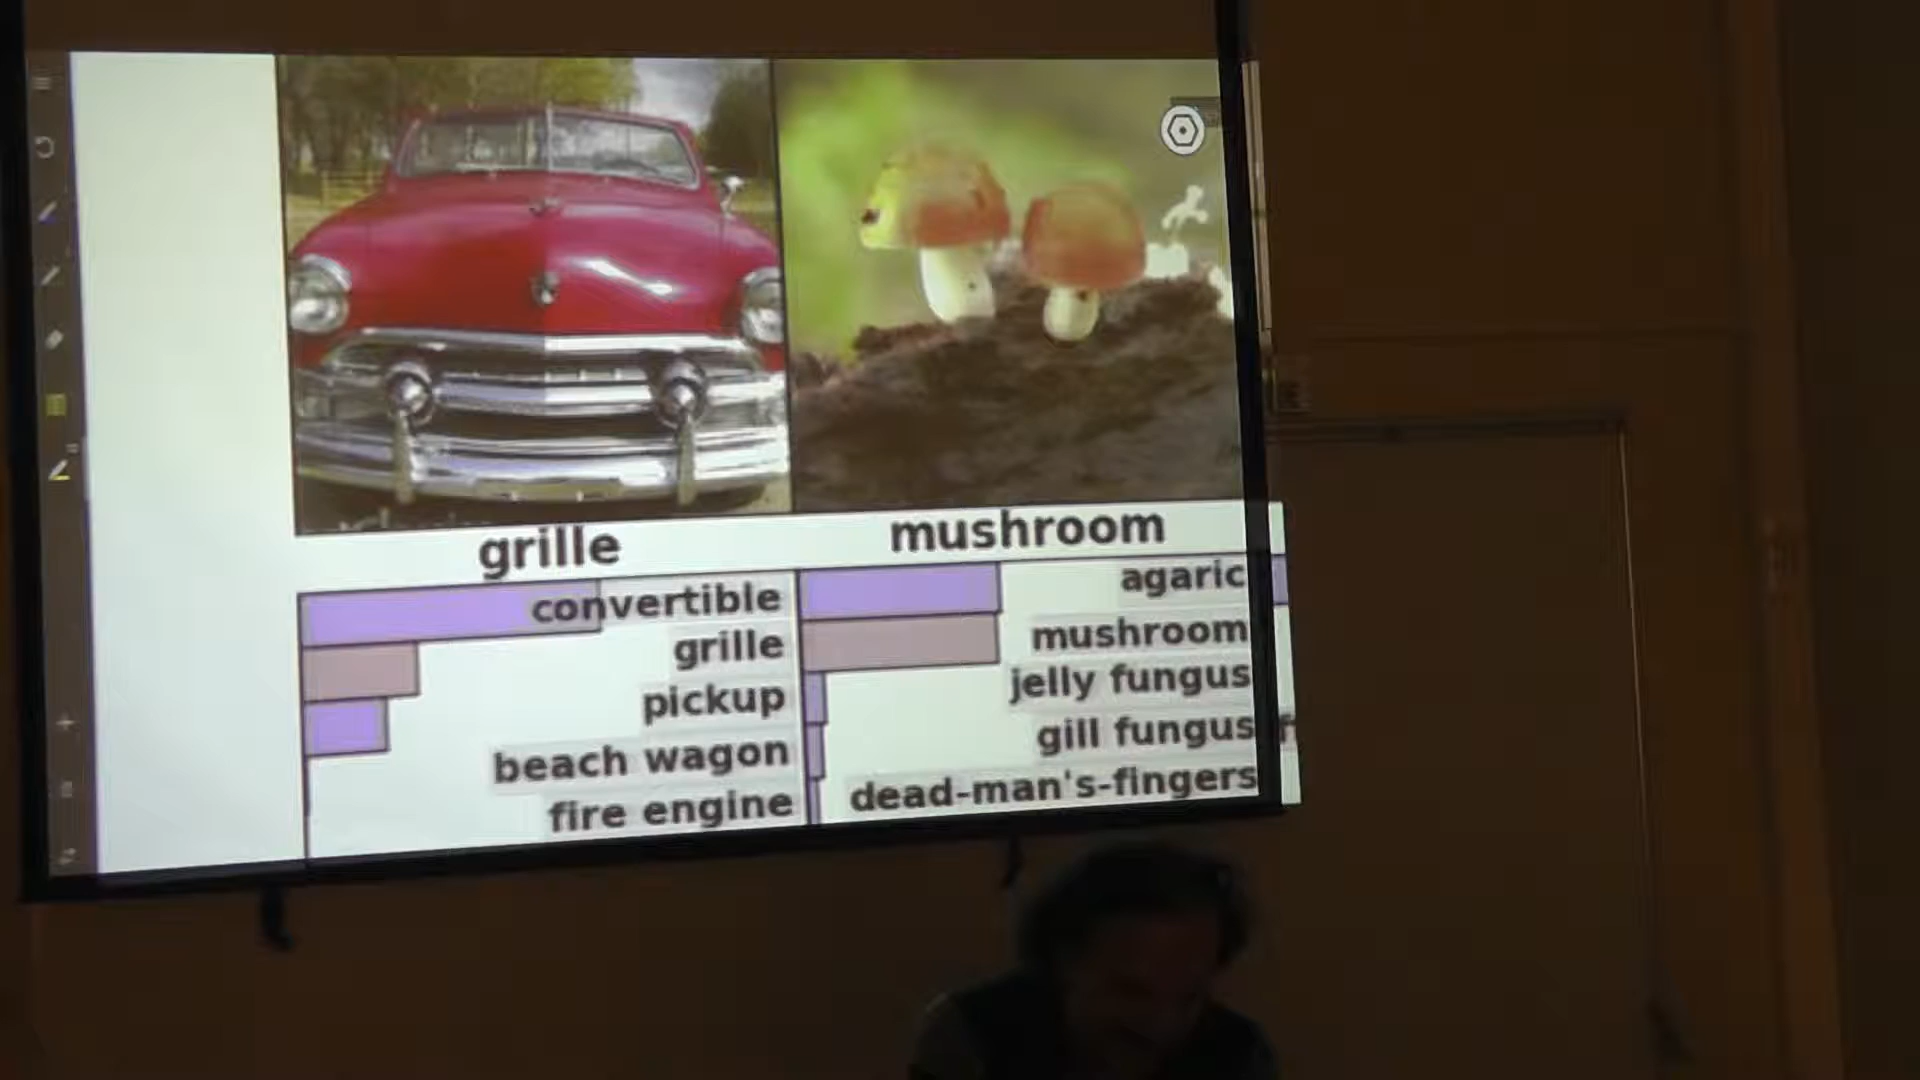 grille
convertible
grille
pickup
beach wagon
fire engine
mushroom
agaric
mushroom
jelly fungus
gill fungus
dead-man's-fingers